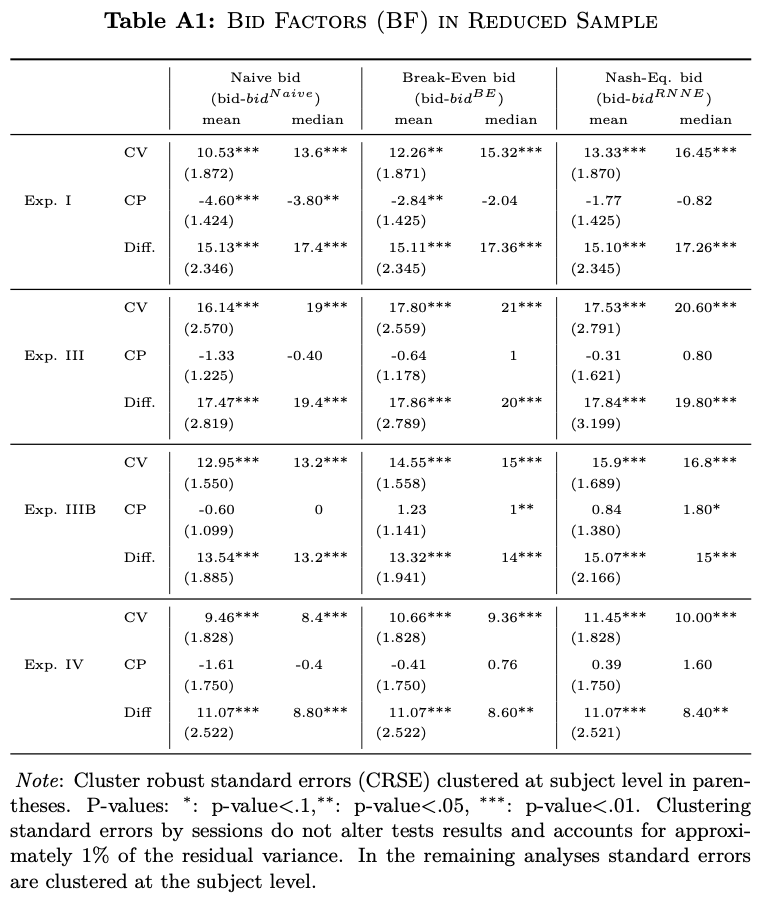 Table A1: BID FACTORS (BF) IN REDUCED SAMPLE
Naive bid Break-Even bid Nash-Eq. bid
(bid-bid^Naive) (bid-bid^BE) (bid-bid^RNNE)
mean median mean median mean median
CV 10.53*** 13.6*** 12.26** 15.32*** 13.33*** 16.45***
(1.872) (1.871) (1.870)
Exp. I CP -4.60*** -3.80** -2.84** -2.04 -1.77 -0.82
(1.424) (1.425) (1.425)
Diff. 15.13*** 17.4*** 15.11*** 17.36*** 15.10*** 17.26***
(2.346) (2.345) (2.345)
CV 16.14*** 19*** 17.80*** 21*** 17.53*** 20.60***
(2.570) (2.559) (2.791)
Exp. III CP -1.33 -0.40 -0.64 1 -0.31 0.80
(1.225) (1.178) (1.621)
Diff. 17.47*** 19.4*** 17.86*** 20*** 17.84*** 19.80***
(2.819) (2.789) (3.199)
CV 12.95*** 13.2*** 14.55*** 15*** 15.9*** 16.8***
(1.550) (1.558) (1.689)
Exp. IIIB CP -0.60 0 1.23 1** 0.84 1.80*
(1.099) (1.141) (1.380)
Diff. 13.54*** 13.2*** 13.32*** 14*** 15.07*** 15***
(1.885) (1.941) (2.166)
CV 9.46*** 8.4*** 10.66*** 9.36*** 11.45*** 10.00***
(1.828) (1.828) (1.828)
Exp. IV CP -1.61 -0.4 -0.41 0.76 0.39 1.60
(1.750) (1.750) (1.750)
Diff 11.07*** 8.80*** 11.07*** 8.60** 11.07*** 8.40**
(2.522) (2.522) (2.521)
Note: Cluster robust standard errors (CRSE) clustered at subject level in paren-
theses. P-values: *: p-value<.1,**: p-value<.05, ***: p-value<.01. Clustering
standard errors by sessions do not alter tests results and accounts for approxi-
mately 1% of the residual variance. In the remaining analyses standard errors
are clustered at the subject level.